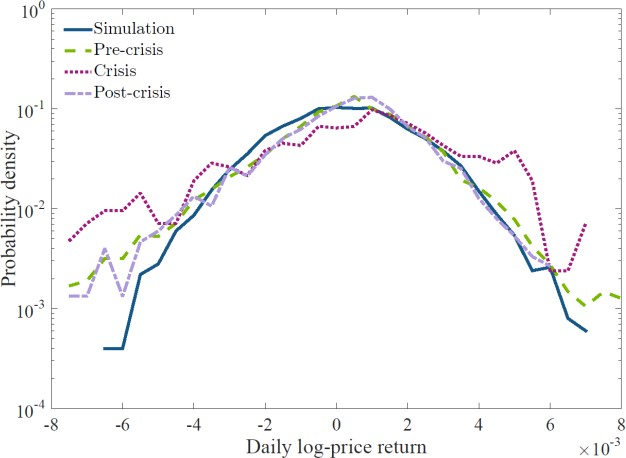 10^0
10^-1
10^-2
10^-3
10^-4
Probability density
Simulation
Pre-crisis
Crisis
Post-crisis
-8 -6 -4 -2 0 2 4 6 8
Daily log-price return
×10^-3